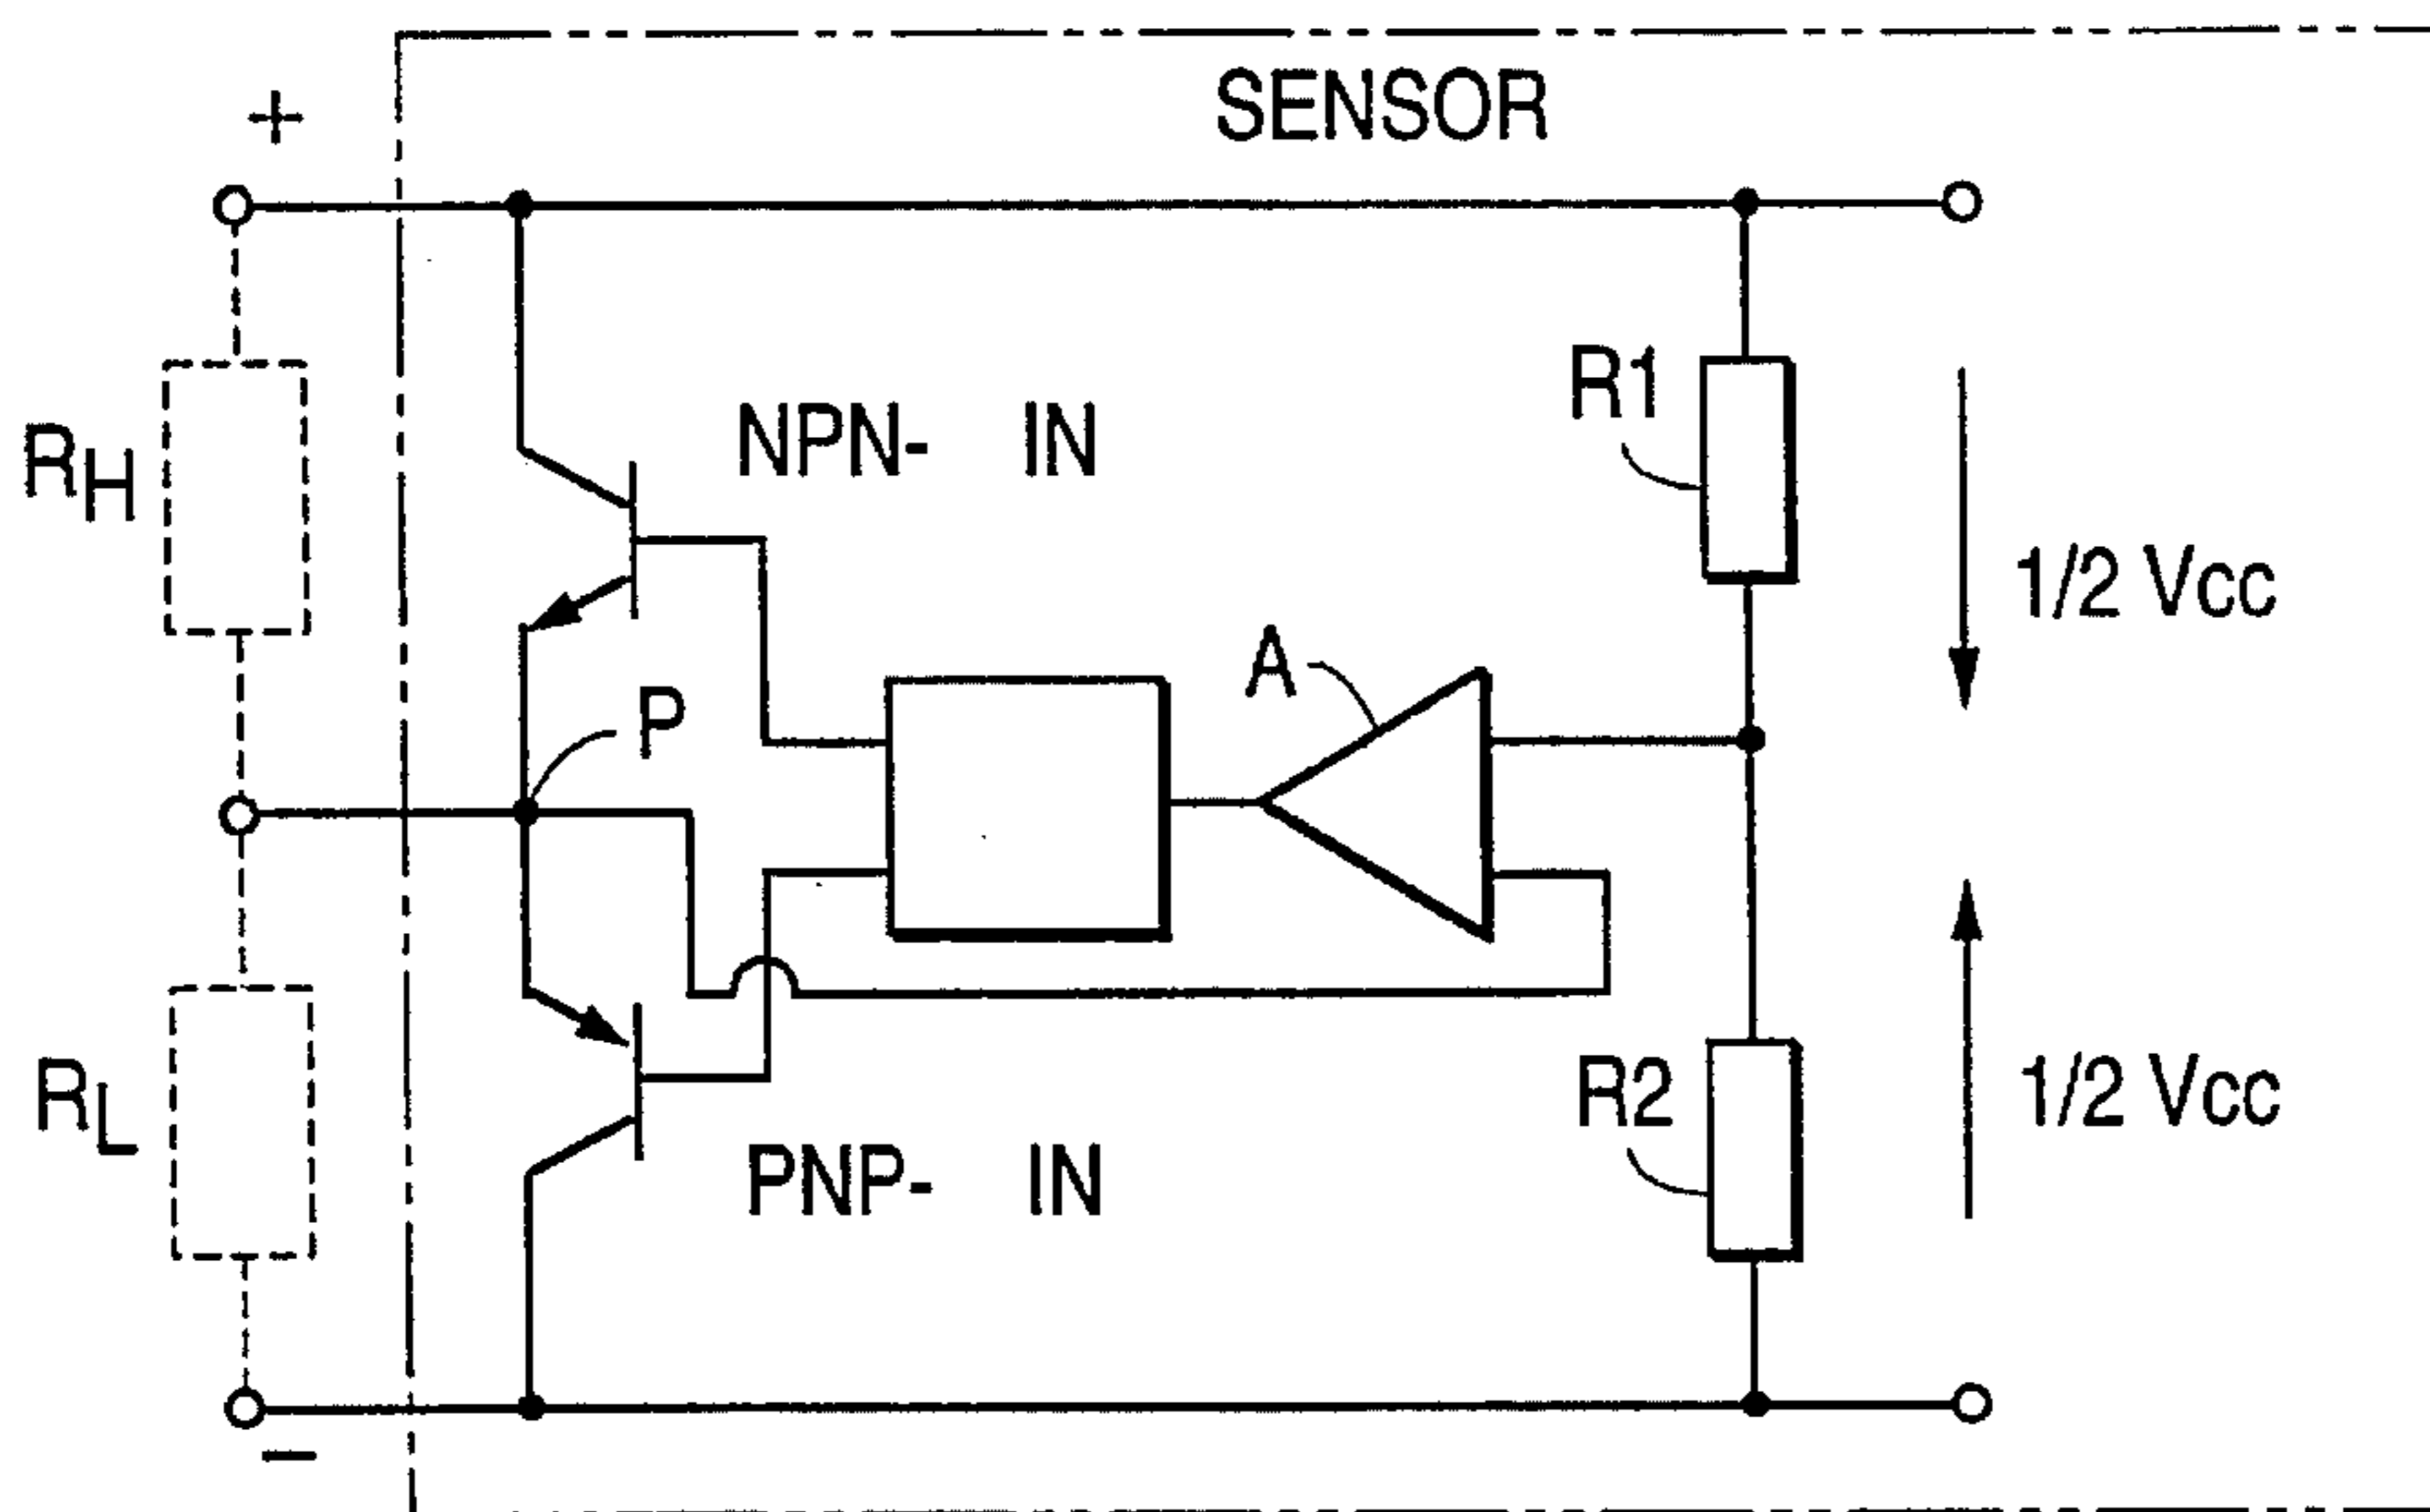 SENSOR
+
NPN- IN
R1
RH
1/2 Vcc
A
P
RL
R2
1/2 Vcc
PNP- IN
−